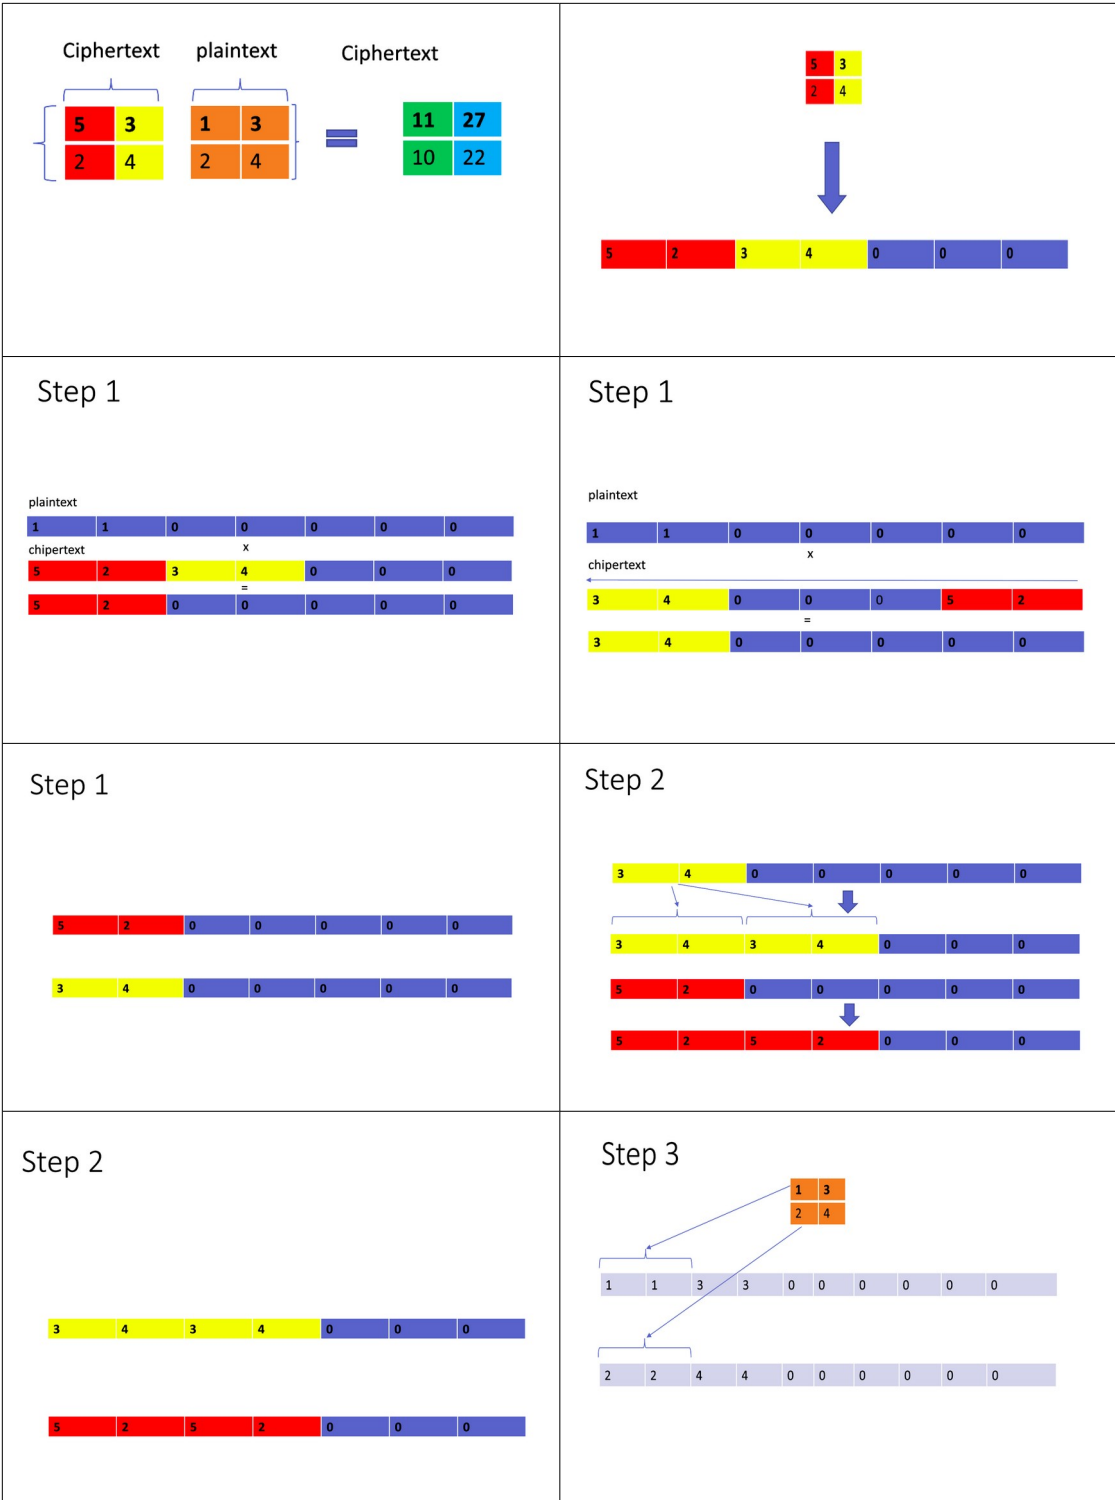 Ciphertext plaintext Ciphertext
5 3 1 3 11 27
2 4 2 4 10 22
5 3
2 4
5 2 3 4 0 0 0
Step 1
plaintext
1 1 0 0 0 0 0
x
chipertext
5 2 3 4 0 0 0
=
5 2 0 0 0 0 0
Step 1
plaintext
1 1 0 0 0 0 0
x
chipertext
3 4 0 0 0 5 2
=
3 4 0 0 0 0 0
Step 1
5 2 0 0 0 0 0
3 4 0 0 0 0 0
Step 2
3 4 0 0 0 0 0
3 4 3 4 0 0 0
5 2 0 0 0 0 0
5 2 5 2 0 0 0
Step 2
3 4 3 4 0 0 0
5 2 5 2 0 0 0
Step 3
1 3
2 4
1 1 3 3 0 0 0 0 0 0
2 2 4 4 0 0 0 0 0 0